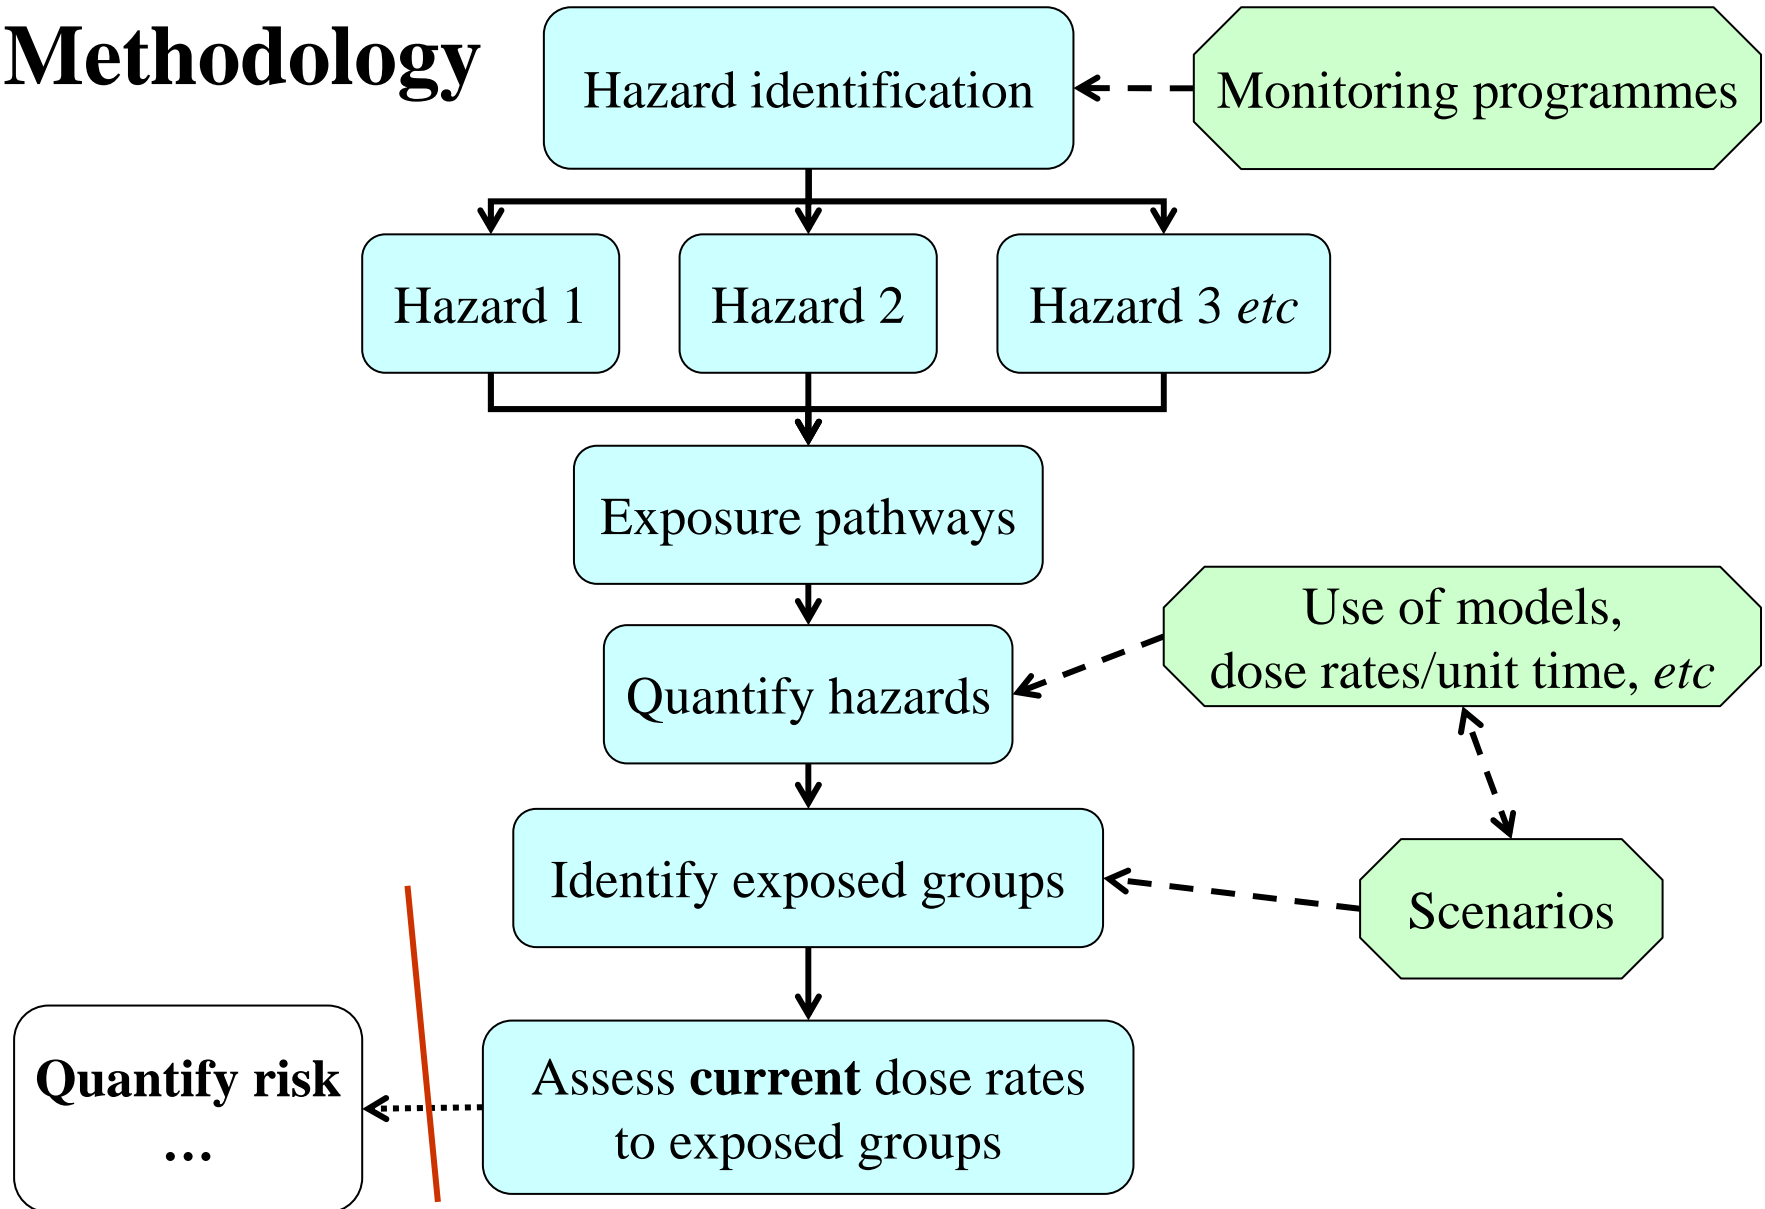 Methodology
Hazard identification
Monitoring programmes
Hazard 1
Hazard 2
Hazard 3 etc
Exposure pathways
Use of models,
dose rates/unit time, etc
Quantify hazards
Identify exposed groups
Scenarios
Quantify risk
...
Assess current dose rates
to exposed groups